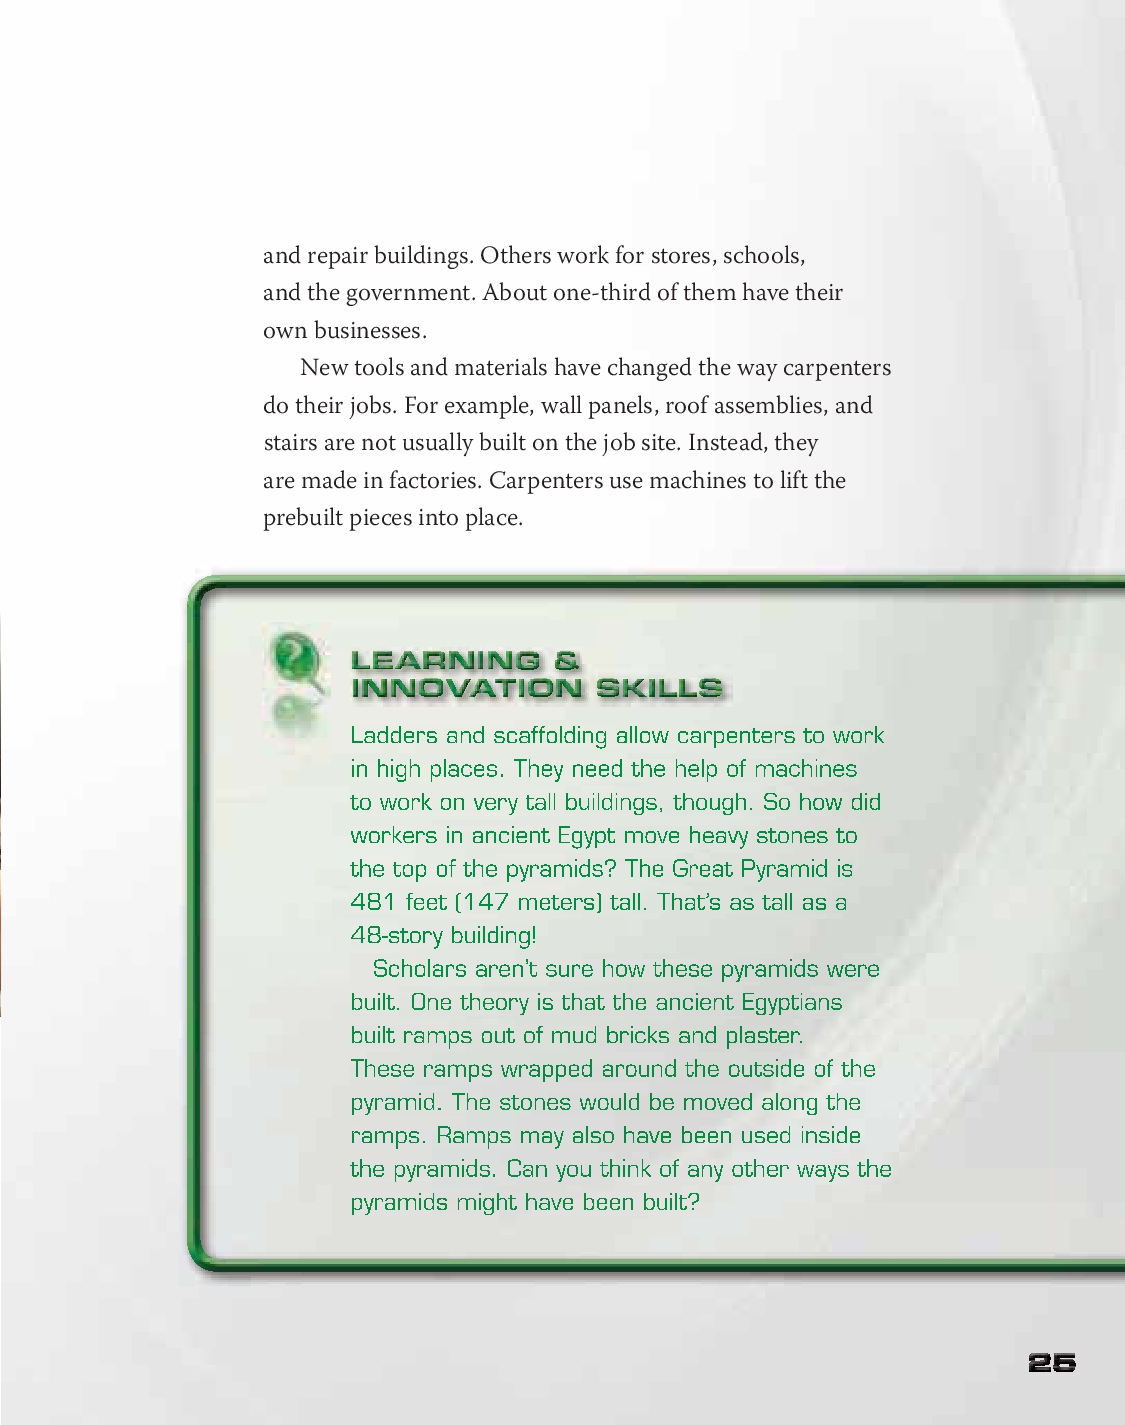 and repair buildings. Others work for stores, schools,
and the government. About one-third of them have their
own businesses.
New tools and materials have changed the way carpenters
do their jobs. For example, wall panels, roof assemblies, and
stairs are not usually built on the job site. Instead, they
are made in factories. Carpenters use machines to lift the
prebuilt pieces into place.
?
LEARNING &
INNOVATION SKILLS
Ladders and scaffolding allow carpenters to work
in high places. They need the help of machines
to work on very tall buildings, though. So how did
workers in ancient Egypt move heavy stones to
the top of the pyramids? The Great Pyramid is
481 feet (147 meters) tall. That’s as tall as a
48-story building!
Scholars aren’t sure how these pyramids were
built. One theory is that the ancient Egyptians
built ramps out of mud bricks and plaster.
These ramps wrapped around the outside of the
pyramid. The stones would be moved along the
ramps. Ramps may also have been used inside
the pyramids. Can you think of any other ways the
pyramids might have been built?
25